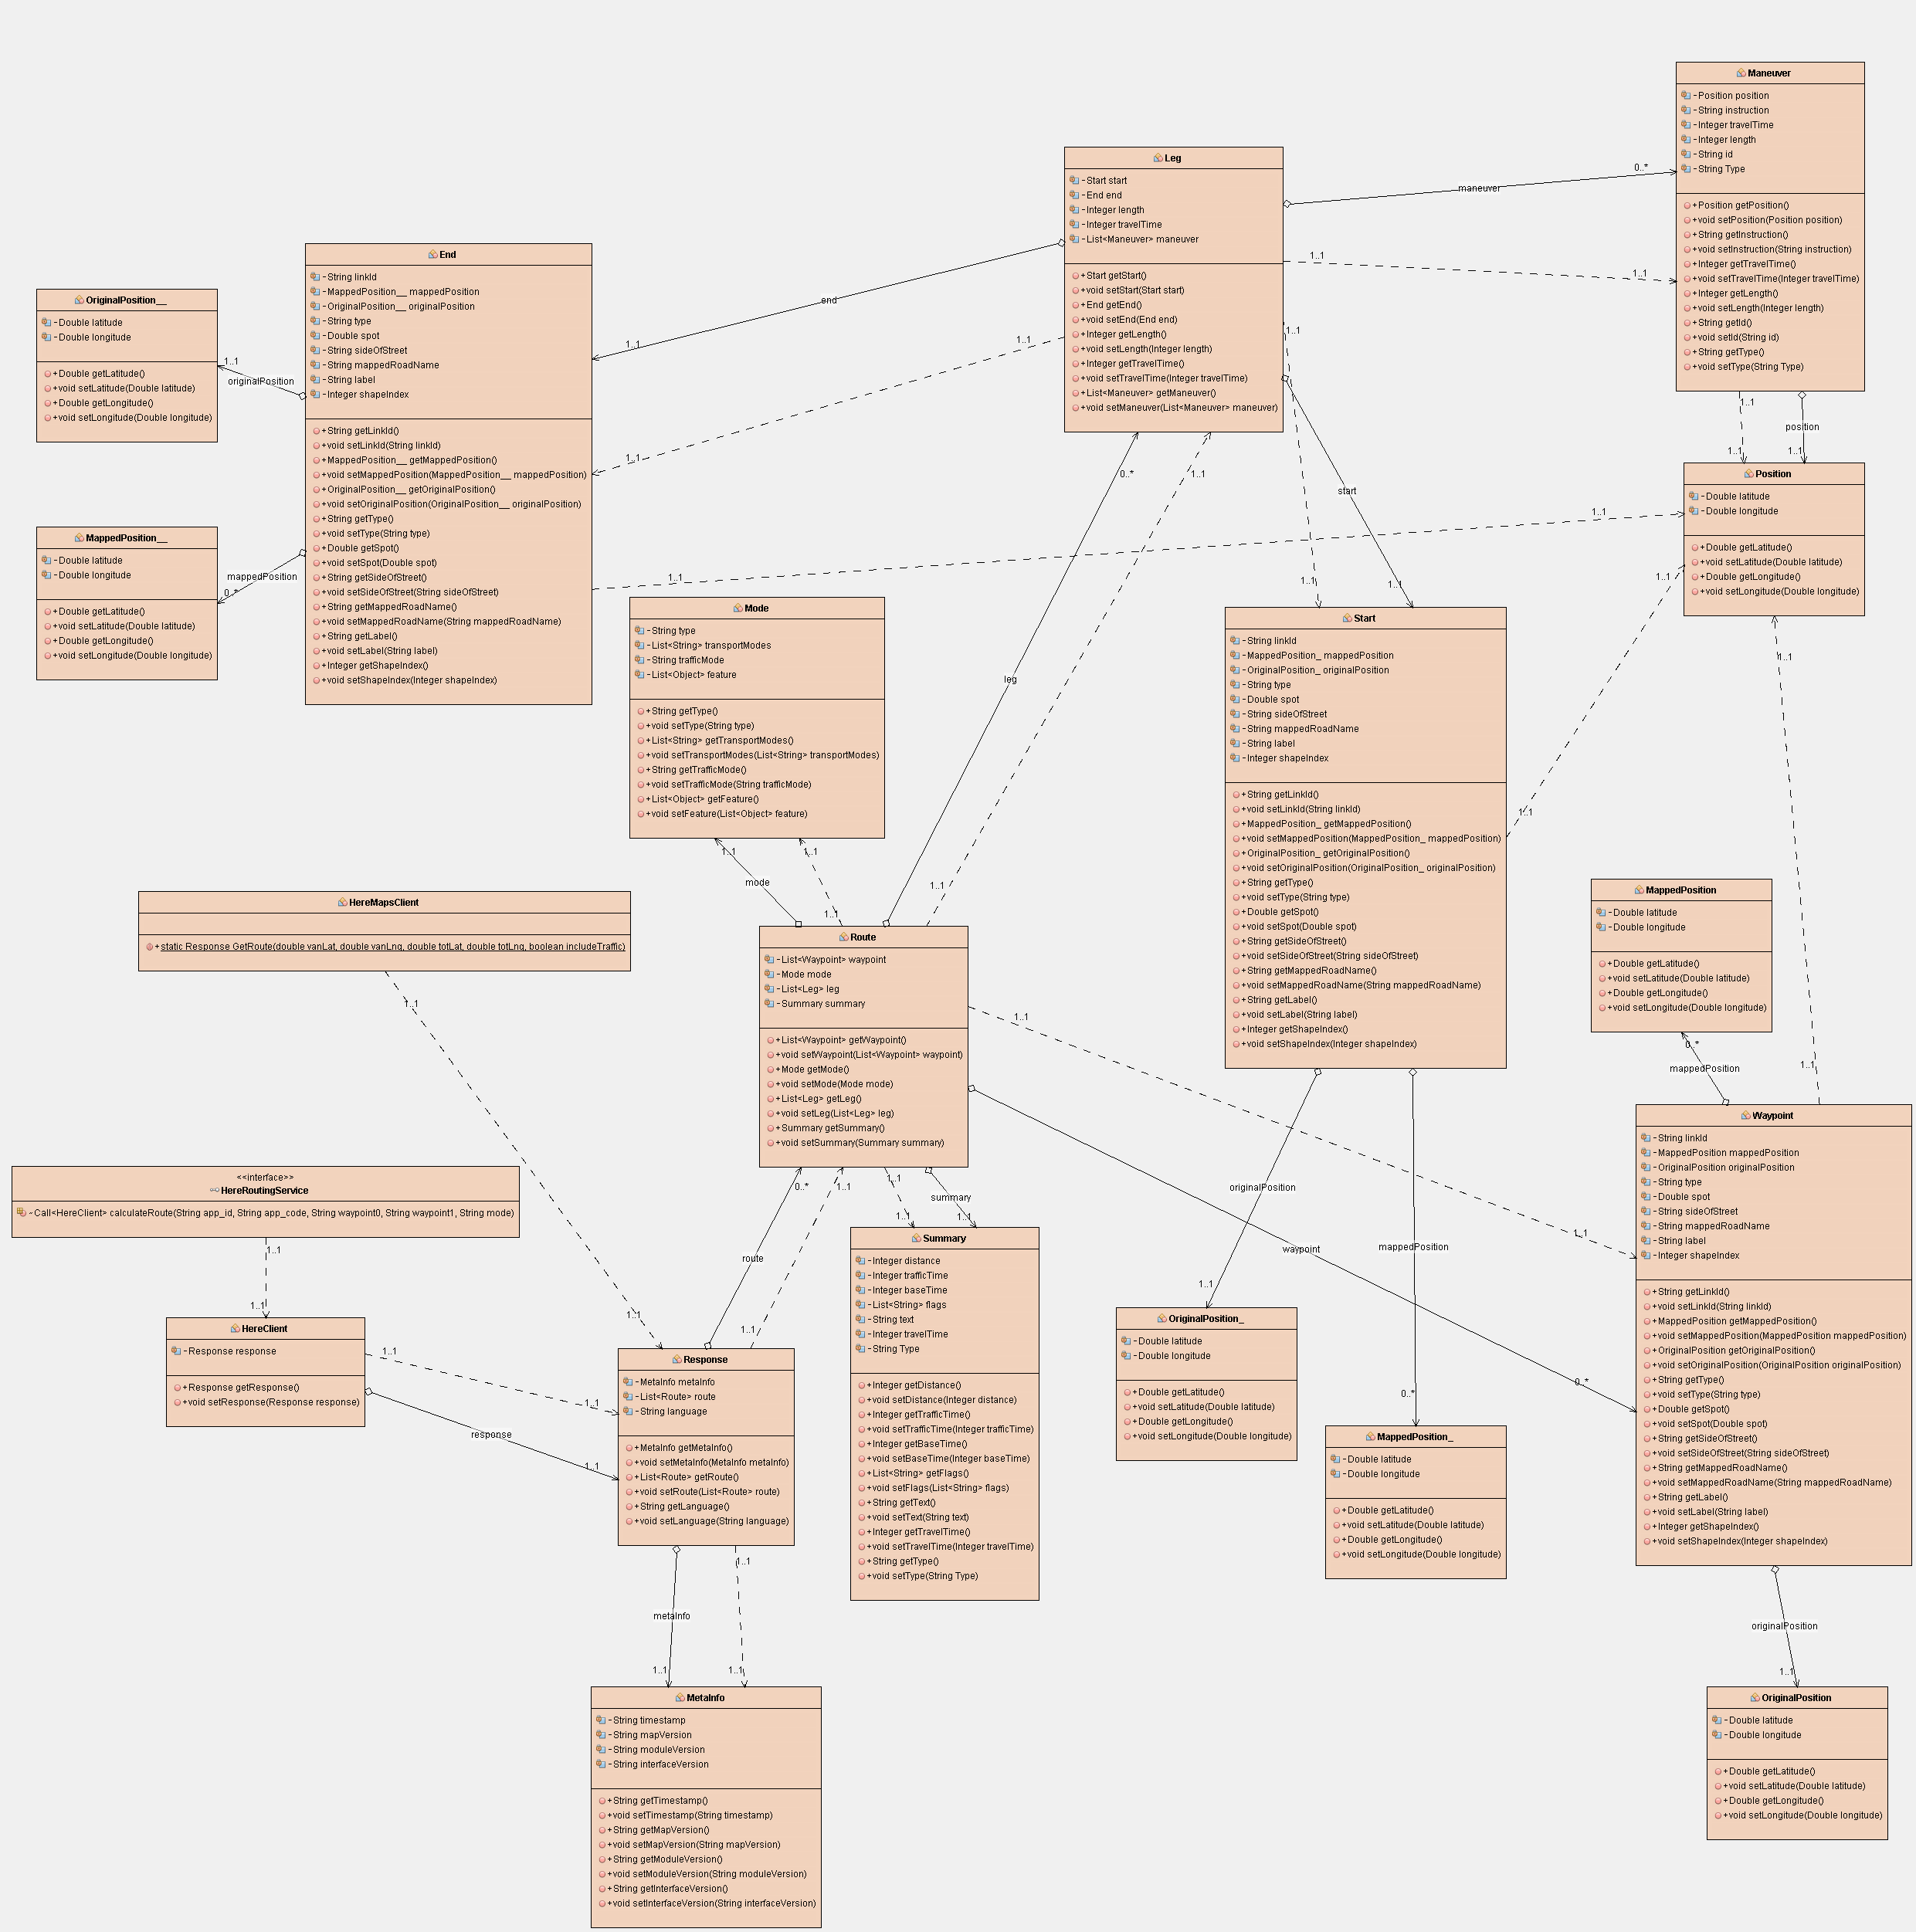 Maneuver
-Position position
-String instruction
-Integer travelTime
-Integer length
-String id
-String Type
+Position getPosition()
+void setPosition(Position position)
+String getInstruction()
+void setInstruction(String instruction)
+Integer getTravelTime()
+void setTravelTime(Integer travelTime)
+Integer getLength()
+void setLength(Integer length)
+String getId()
+void setId(String id)
+String getType()
+void setType(String Type)
Leg
-Start start
-End end
-Integer length
-Integer travelTime
-List<Maneuver> maneuver
+Start getStart()
+void setStart(Start start)
+End getEnd()
+void setEnd(End end)
+Integer getLength()
+void setLength(Integer length)
+Integer getTravelTime()
+void setTravelTime(Integer travelTime)
+List<Maneuver> getManeuver()
+void setManeuver(List<Maneuver> maneuver)
0..*
maneuver
1..1
1..1
End
-String linkId
-MappedPosition__ mappedPosition
-OriginalPosition__ originalPosition
-String type
-Double spot
-String sideOfStreet
-String mappedRoadName
-String label
-Integer shapeIndex
+String getLinkId()
+void setLinkId(String linkId)
+MappedPosition__ getMappedPosition()
+void setMappedPosition(MappedPosition__ mappedPosition)
+OriginalPosition__ getOriginalPosition()
+void setOriginalPosition(OriginalPosition__ originalPosition)
+String getType()
+void setType(String type)
+Double getSpot()
+void setSpot(Double spot)
+String getSideOfStreet()
+void setSideOfStreet(String sideOfStreet)
+String getMappedRoadName()
+void setMappedRoadName(String mappedRoadName)
+String getLabel()
+void setLabel(String label)
+Integer getShapeIndex()
+void setShapeIndex(Integer shapeIndex)
end
1..1
1..1
1..1
OriginalPosition__
-Double latitude
-Double longitude
+Double getLatitude()
+void setLatitude(Double latitude)
+Double getLongitude()
+void setLongitude(Double longitude)
1..1
originalPosition
MappedPosition__
-Double latitude
-Double longitude
+Double getLatitude()
+void setLatitude(Double latitude)
+Double getLongitude()
+void setLongitude(Double longitude)
mappedPosition
0..*
1..1
position
1..1
1..1
Position
-Double latitude
-Double longitude
+Double getLatitude()
+void setLatitude(Double latitude)
+Double getLongitude()
+void setLongitude(Double longitude)
1..1
1..1
1..1
1..1
1..1
1..1
1..1
start
1..1
1..1
0..*
1..1
leg
1..1
Mode
-String type
-List<String> transportModes
-String trafficMode
-List<Object> feature
+String getType()
+void setType(String type)
+List<String> getTransportModes()
+void setTransportModes(List<String> transportModes)
+String getTrafficMode()
+void setTrafficMode(String trafficMode)
+List<Object> getFeature()
+void setFeature(List<Object> feature)
1..1
1..1
mode
1..1
Start
-String linkId
-MappedPosition_ mappedPosition
-OriginalPosition_ originalPosition
-String type
-Double spot
-String sideOfStreet
-String mappedRoadName
-String label
-Integer shapeIndex
+String getLinkId()
+void setLinkId(String linkId)
+MappedPosition_ getMappedPosition()
+void setMappedPosition(MappedPosition_ mappedPosition)
+OriginalPosition_ getOriginalPosition()
+void setOriginalPosition(OriginalPosition_ originalPosition)
+String getType()
+void setType(String type)
+Double getSpot()
+void setSpot(Double spot)
+String getSideOfStreet()
+void setSideOfStreet(String sideOfStreet)
+String getMappedRoadName()
+void setMappedRoadName(String mappedRoadName)
+String getLabel()
+void setLabel(String label)
+Integer getShapeIndex()
+void setShapeIndex(Integer shapeIndex)
MappedPosition
-Double latitude
-Double longitude
+Double getLatitude()
+void setLatitude(Double latitude)
+Double getLongitude()
+void setLongitude(Double longitude)
0..*
mappedPosition
HereMapsClient
+static Response GetRoute(double vanLat, double vanLng, double totLat, double totLng, boolean includeTraffic)
1..1
1..1
Route
-List<Waypoint> waypoint
-Mode mode
-List<Leg> leg
-Summary summary
+List<Waypoint> getWaypoint()
+void setWaypoint(List<Waypoint> waypoint)
+Mode getMode()
+void setMode(Mode mode)
+List<Leg> getLeg()
+void setLeg(List<Leg> leg)
+Summary getSummary()
+void setSummary(Summary summary)
1..1
1..1
waypoint
0..*
Waypoint
-String linkId
-MappedPosition mappedPosition
-OriginalPosition originalPosition
-String type
-Double spot
-String sideOfStreet
-String mappedRoadName
-String label
-Integer shapeIndex
+String getLinkId()
+void setLinkId(String linkId)
+MappedPosition getMappedPosition()
+void setMappedPosition(MappedPosition mappedPosition)
+OriginalPosition getOriginalPosition()
+void setOriginalPosition(OriginalPosition originalPosition)
+String getType()
+void setType(String type)
+Double getSpot()
+void setSpot(Double spot)
+String getSideOfStreet()
+void setSideOfStreet(String sideOfStreet)
+String getMappedRoadName()
+void setMappedRoadName(String mappedRoadName)
+String getLabel()
+void setLabel(String label)
+Integer getShapeIndex()
+void setShapeIndex(Integer shapeIndex)
<<interface>>
HereRoutingService
-Call<HereClient> calculateRoute(String app_id, String app_code, String waypoint0, String waypoint1, String mode)
1..1
1..1
HereClient
-Response response
+Response getResponse()
+void setResponse(Response response)
1..1
1..1
response
1..1
0..*
1..1
route
1..1
1..1
1..1
summary
1..1
Response
-MetaInfo metaInfo
-List<Route> route
-String language
+MetaInfo getMetaInfo()
+void setMetaInfo(MetaInfo metaInfo)
+List<Route> getRoute()
+void setRoute(List<Route> route)
+String getLanguage()
+void setLanguage(String language)
Summary
-Integer distance
-Integer trafficTime
-Integer baseTime
-List<String> flags
-String text
-Integer travelTime
-String Type
+Integer getDistance()
+void setDistance(Integer distance)
+Integer getTrafficTime()
+void setTrafficTime(Integer trafficTime)
+Integer getBaseTime()
+void setBaseTime(Integer baseTime)
+List<String> getFlags()
+void setFlags(List<String> flags)
+String getText()
+void setText(String text)
+Integer getTravelTime()
+void setTravelTime(Integer travelTime)
+String getType()
+void setType(String Type)
originalPosition
1..1
OriginalPosition_
-Double latitude
-Double longitude
+Double getLatitude()
+void setLatitude(Double latitude)
+Double getLongitude()
+void setLongitude(Double longitude)
mappedPosition
0..*
MappedPosition_
-Double latitude
-Double longitude
+Double getLatitude()
+void setLatitude(Double latitude)
+Double getLongitude()
+void setLongitude(Double longitude)
1..1
metaInfo
1..1
1..1
MetaInfo
-String timestamp
-String mapVersion
-String moduleVersion
-String interfaceVersion
+String getTimestamp()
+void setTimestamp(String timestamp)
+String getMapVersion()
+void setMapVersion(String mapVersion)
+String getModuleVersion()
+void setModuleVersion(String moduleVersion)
+String getInterfaceVersion()
+void setInterfaceVersion(String interfaceVersion)
originalPosition
1..1
OriginalPosition
-Double latitude
-Double longitude
+Double getLatitude()
+void setLatitude(Double latitude)
+Double getLongitude()
+void setLongitude(Double longitude)